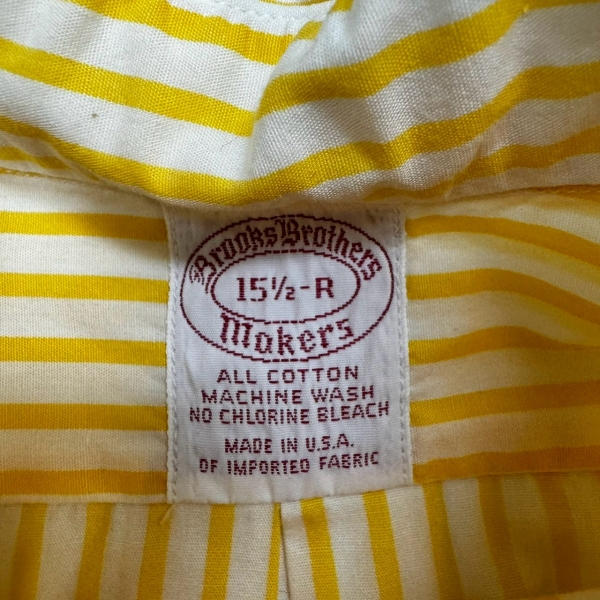 Brooks Brothers
15½-R
Makers
ALL COTTON
MACHINE WASH
NO CHLORINE BLEACH
MADE IN U.S.A.
OF IMPORTED FABRIC